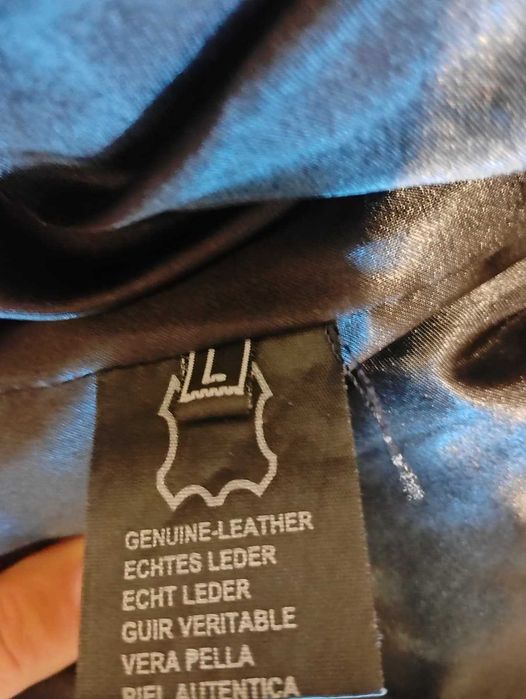 L
GENUINE-LEATHER
ECHTES LEDER
ECHT LEDER
GUIR VERITABLE
VERA PELLA
PIEL AUTENTICA